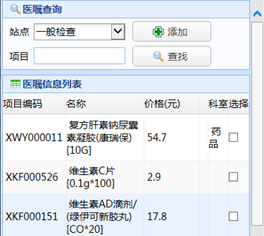 医嘱查询
站点 一般检查 添加
项目 查找
医嘱信息列表
项目编码 名称 价格(元) 科室选择
XWY000011 复方肝素钠尿囊素凝胶(康瑞保)[10G] 54.7 药品
XKF000526 维生素C片[0.1g*100] 2.9
XKF000151 维生素AD滴剂/(绿伊可新胶丸)[CO*20] 17.8